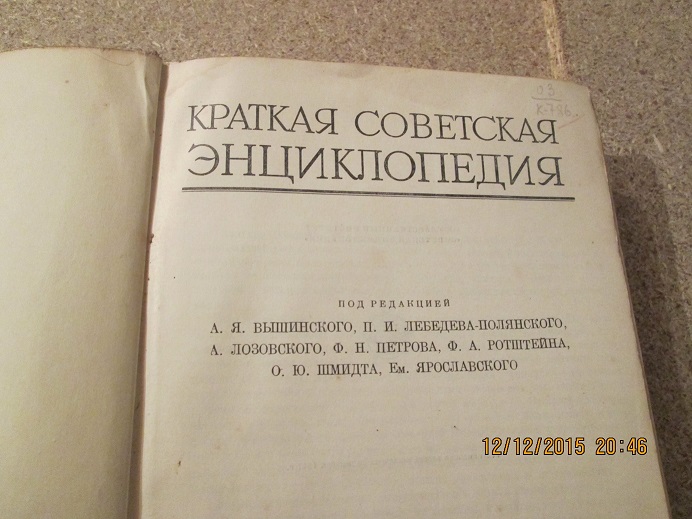 КРАТКАЯ СОВЕТСКАЯ
ЭНЦИКЛОПЕДИЯ
ПОД РЕДАКЦИЕЙ
А. Я. ВЫШИНСКОГО, П. И. ЛЕБЕДЕВА-ПОЛЯНСКОГО,
А. ЛОЗОВСКОГО, Ф. Н. ПЕТРОВА, Ф. А. РОТШТЕЙНА,
О. Ю. ШМИДТА, Ем. ЯРОСЛАВСКОГО
12/12/2015 20:46